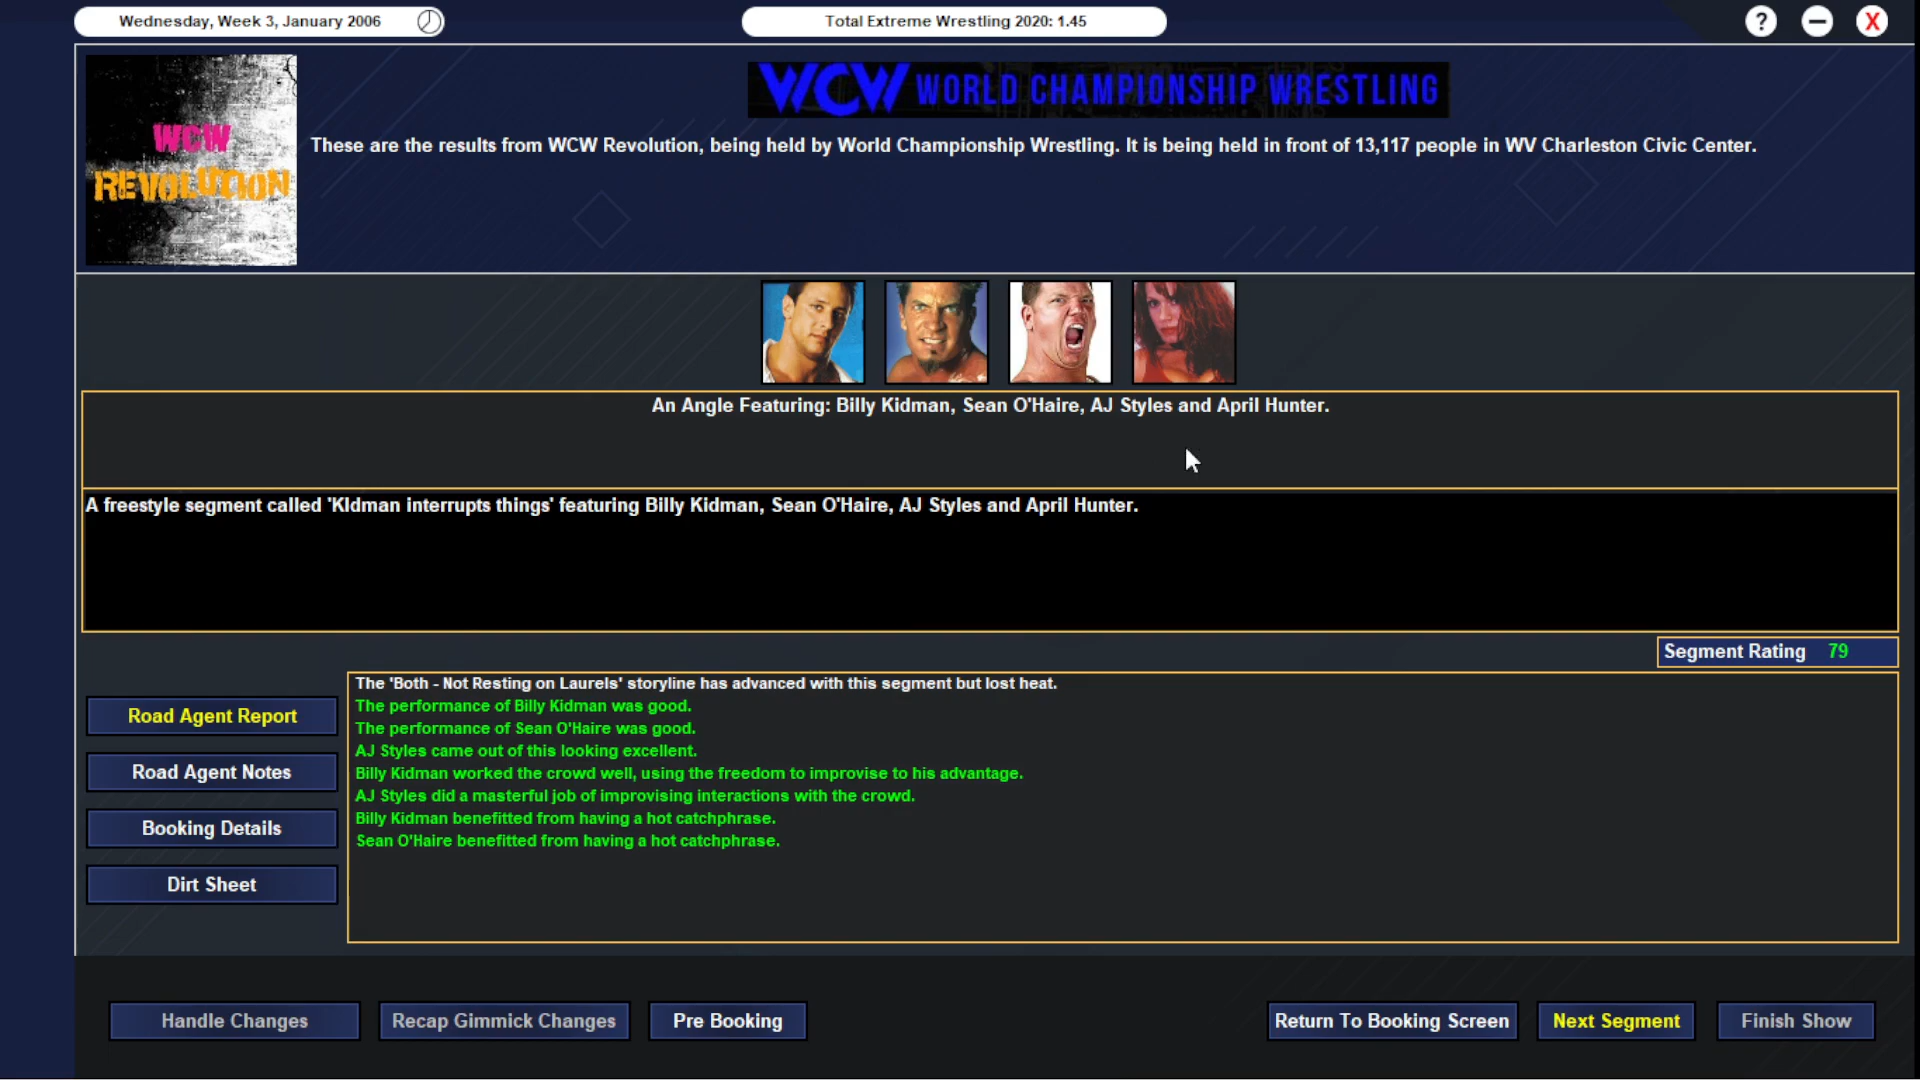 Wednesday, Week 3, January 2006
Total Extreme Wrestling 2020: 1.45
?
X
WCW WORLD CHAMPIONSHIP WRESTLING
WCW
REVOLUTION
These are the results from WCW Revolution, being held by World Championship Wrestling. It is being held in front of 13,117 people in WV Charleston Civic Center.
An Angle Featuring: Billy Kidman, Sean O'Haire, AJ Styles and April Hunter.
A freestyle segment called 'KIdman interrupts things' featuring Billy Kidman, Sean O'Haire, AJ Styles and April Hunter.
Segment Rating 79
Road Agent Report
Road Agent Notes
Booking Details
Dirt Sheet
The 'Both - Not Resting on Laurels' storyline has advanced with this segment but lost heat.
The performance of Billy Kidman was good.
The performance of Sean O'Haire was good.
AJ Styles came out of this looking excellent.
Billy Kidman worked the crowd well, using the freedom to improvise to his advantage.
AJ Styles did a masterful job of improvising interactions with the crowd.
Billy Kidman benefitted from having a hot catchphrase.
Sean O'Haire benefitted from having a hot catchphrase.
Handle Changes
Recap Gimmick Changes
Pre Booking
Return To Booking Screen
Next Segment
Finish Show